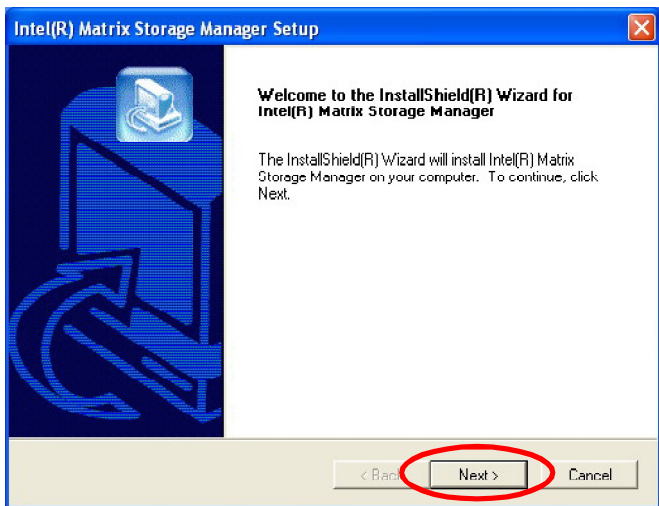 Intel(R) Matrix Storage Manager Setup
Welcome to the InstallShield(R) Wizard for
Intel(R) Matrix Storage Manager
The InstallShield(R) Wizard will install Intel(R) Matrix
Storage Manager on your computer. To continue, click
Next.
< Back
Next >
Cancel